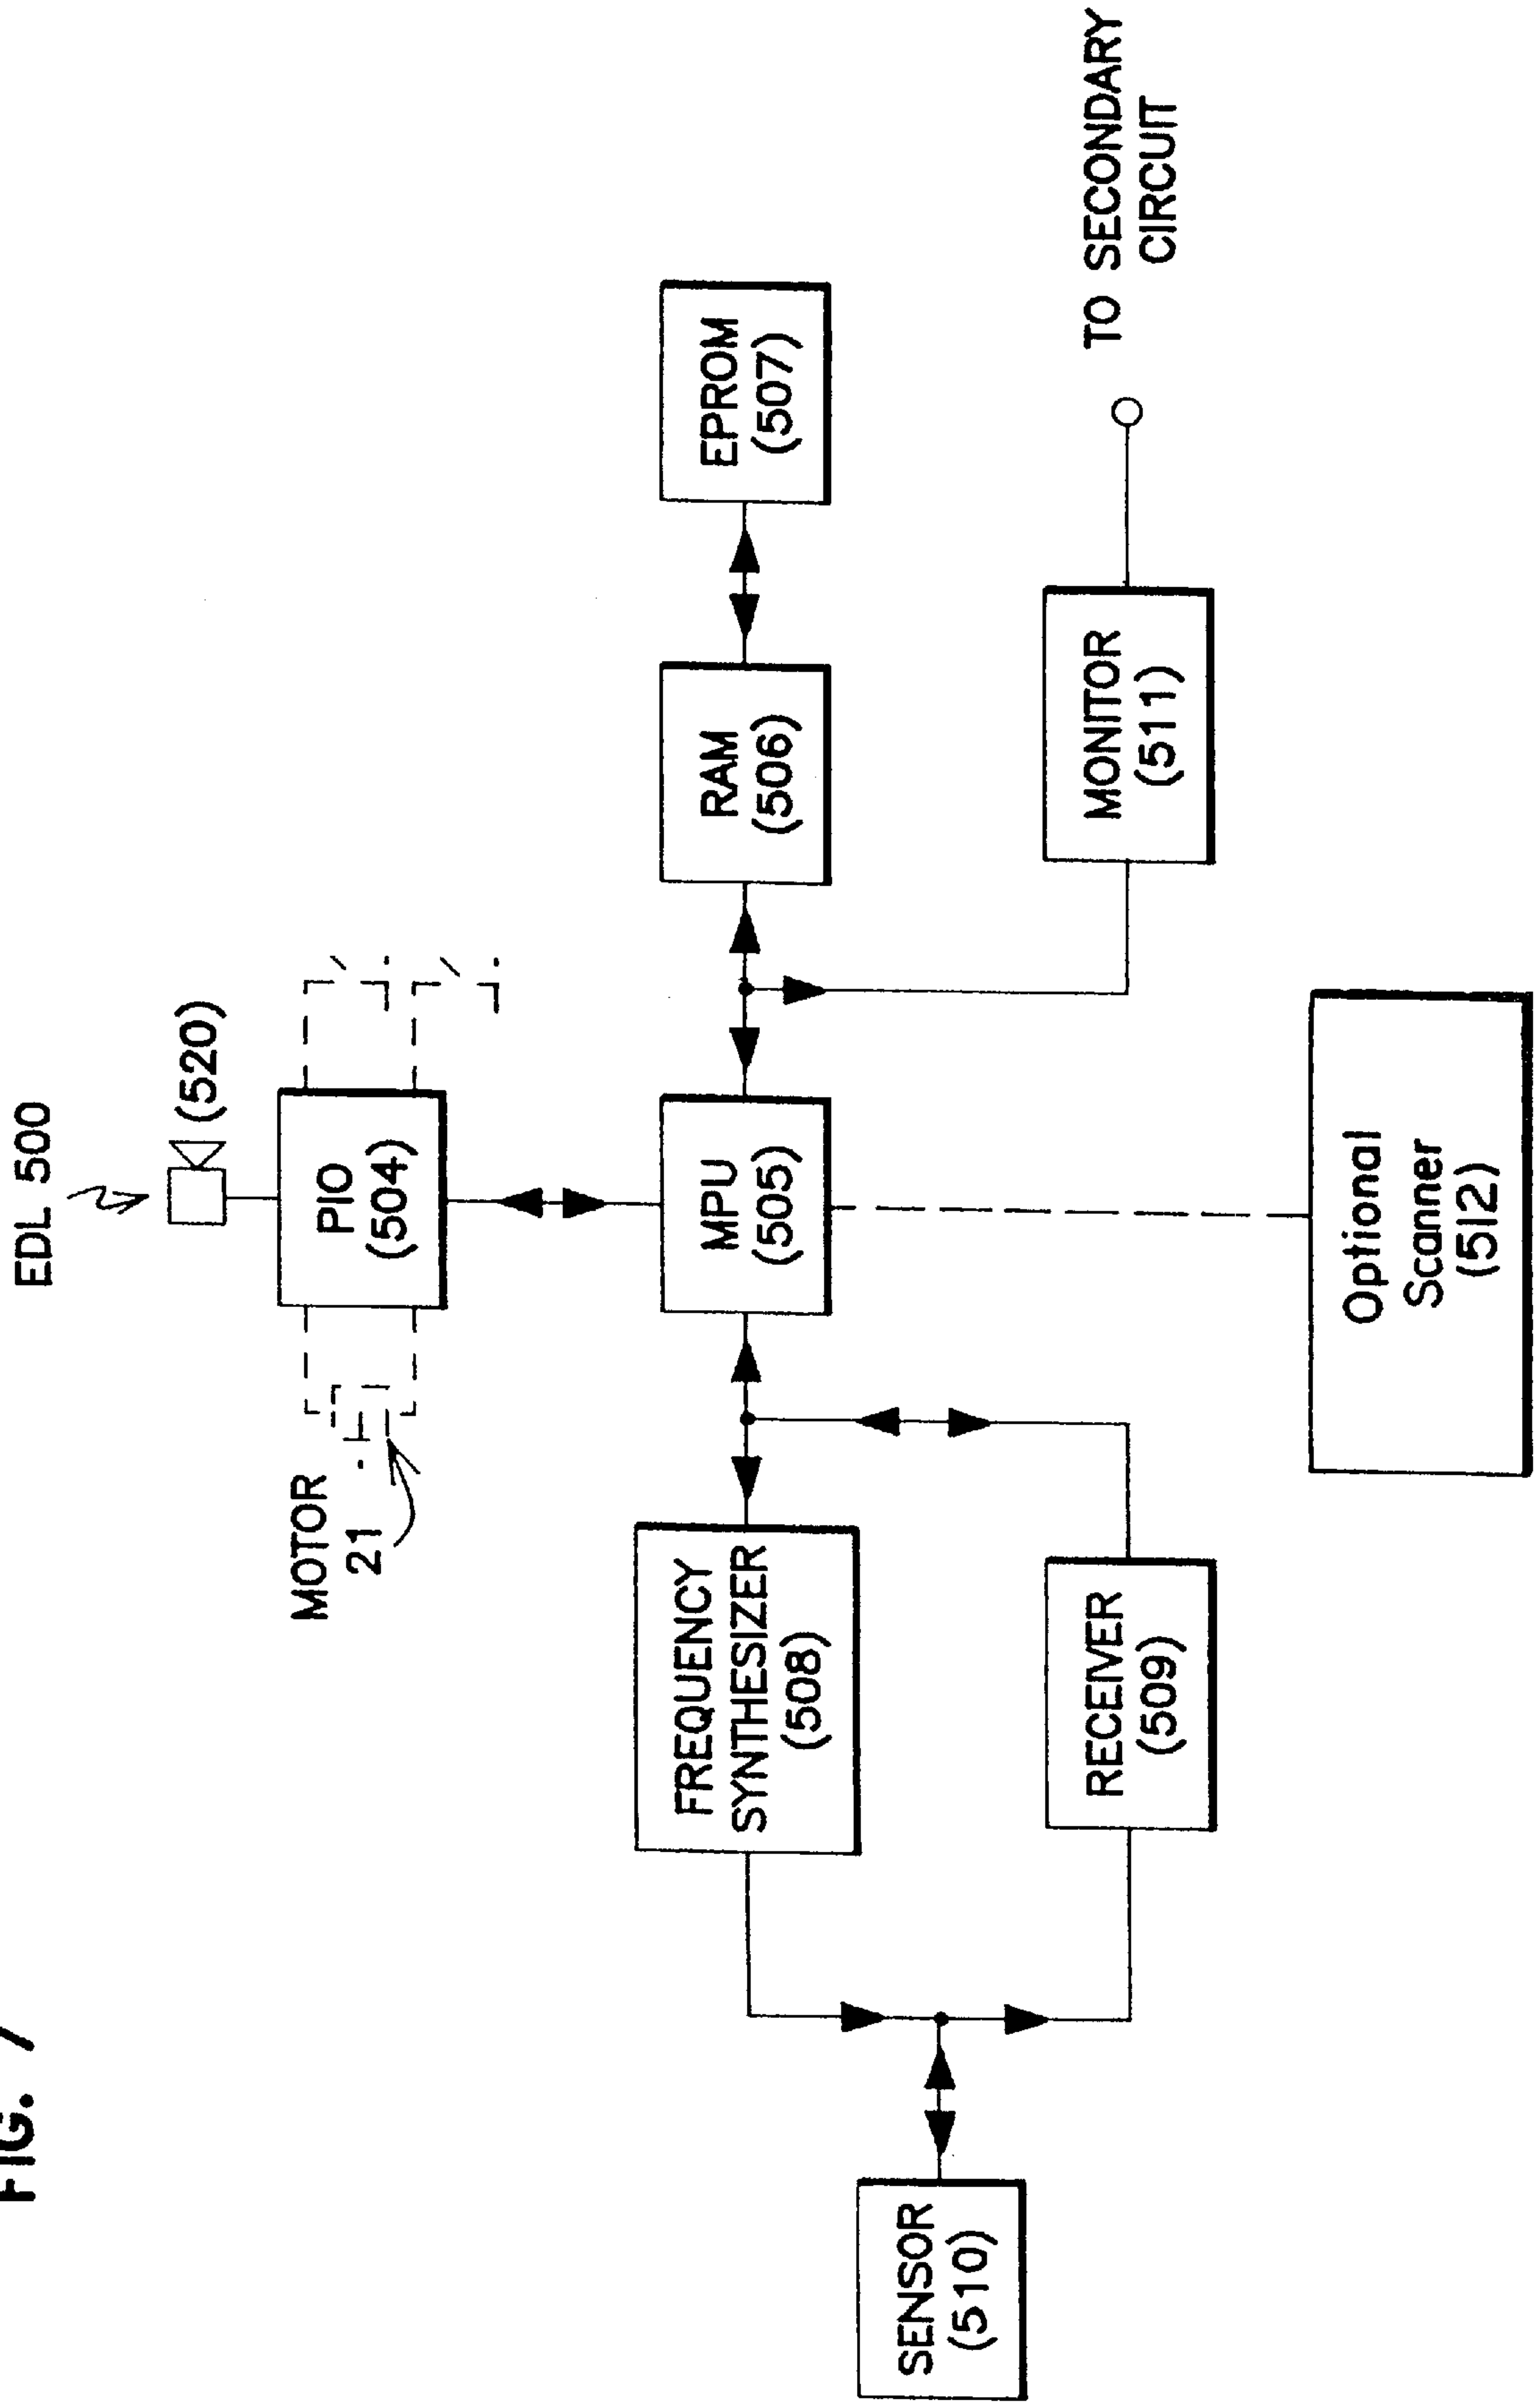 FIG. 7
EDL 500
(520)
MOTOR
21
PIO
(504)
FREQUENCY
SYNTHESIZER
(508)
MPU
(505)
RAM
(506)
EPROM
(507)
SENSOR
(510)
RECEIVER
(509)
MONITOR
(511)
TO SECONDARY
CIRCUIT
Optional
Scanner
(512)